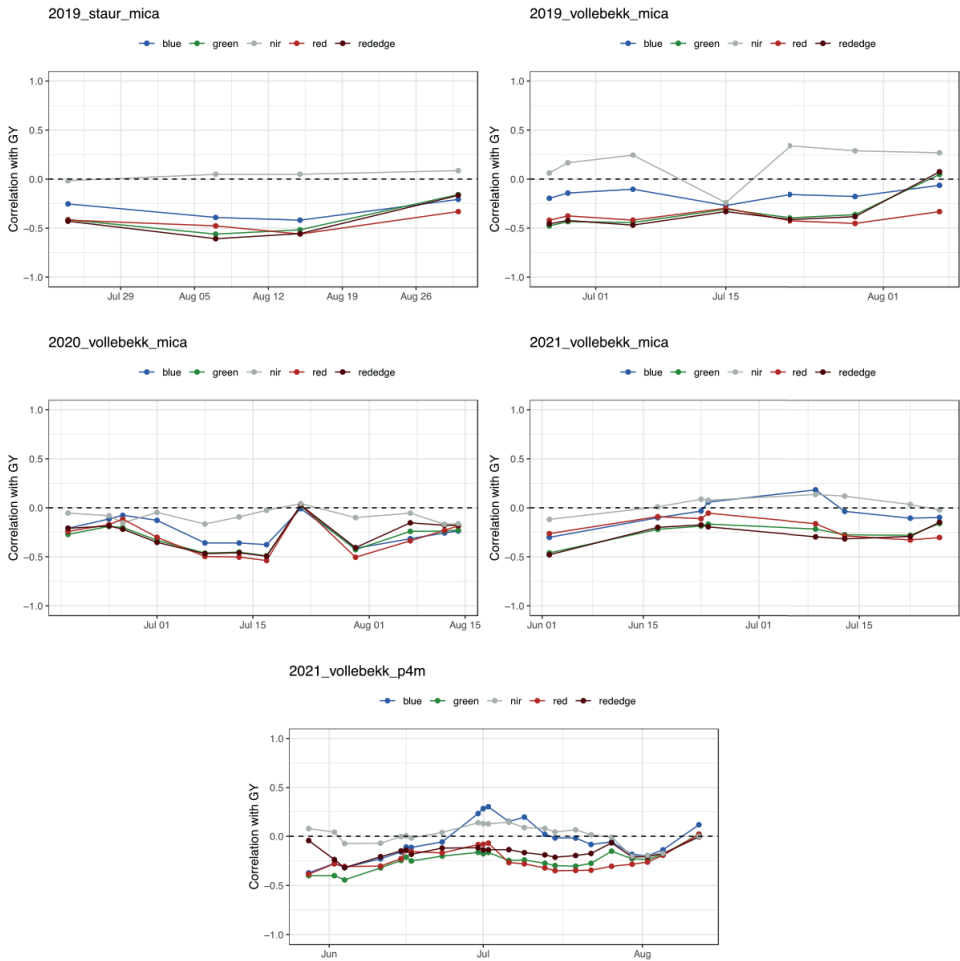 2019_staur_mica
blue green nir red rededge
1.0
0.5
0.0
−0.5
−1.0
Correlation with GY
Jul 29 Aug 05 Aug 12 Aug 19 Aug 26
2019_vollebekk_mica
blue green nir red rededge
1.0
0.5
0.0
−0.5
−1.0
Correlation with GY
Jul 01 Jul 15 Aug 01
2020_vollebekk_mica
blue green nir red rededge
1.0
0.5
0.0
−0.5
−1.0
Correlation with GY
Jul 01 Jul 15 Aug 01 Aug 15
2021_vollebekk_mica
blue green nir red rededge
1.0
0.5
0.0
−0.5
−1.0
Correlation with GY
Jun 01 Jun 15 Jul 01 Jul 15
2021_vollebekk_p4m
blue green nir red rededge
1.0
0.5
0.0
−0.5
−1.0
Correlation with GY
Jun Jul Aug